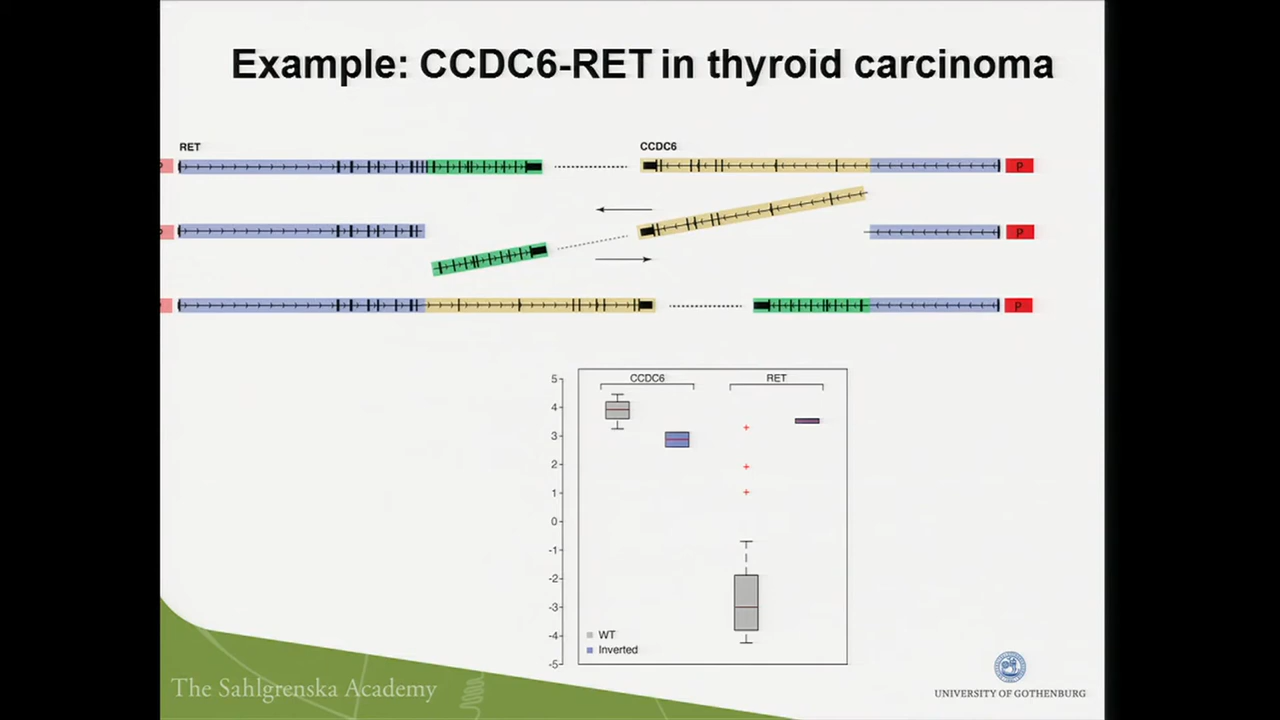 Example: CCDC6-RET in thyroid carcinoma
RET
CCDC6
P
P
P
P
P
P
5
4
3
2
1
0
-1
-2
-3
-4
-5
CCDC6
RET
WT
Inverted
The Sahlgrenska Academy
UNIVERSITY OF GOTHENBURG